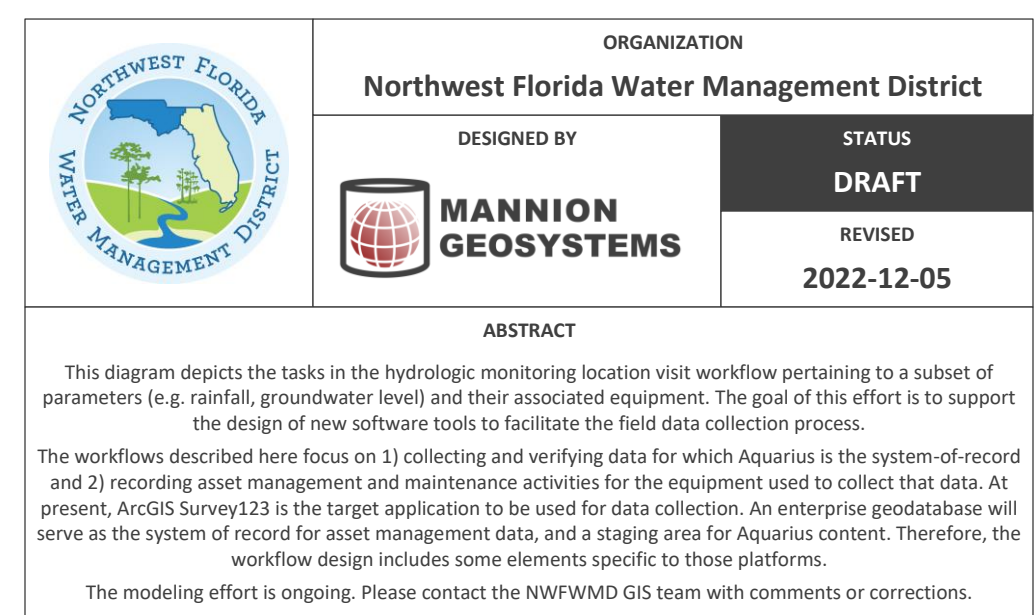 NORTHWEST FLORIDA
WATER MANAGEMENT DISTRICT
ORGANIZATION
Northwest Florida Water Management District
DESIGNED BY
MANNION
GEOSYSTEMS
STATUS
DRAFT
REVISED
2022-12-05
ABSTRACT
This diagram depicts the tasks in the hydrologic monitoring location visit workflow pertaining to a subset of
parameters (e.g. rainfall, groundwater level) and their associated equipment. The goal of this effort is to support
the design of new software tools to facilitate the field data collection process.
The workflows described here focus on 1) collecting and verifying data for which Aquarius is the system-of-record
and 2) recording asset management and maintenance activities for the equipment used to collect that data. At
present, ArcGIS Survey123 is the target application to be used for data collection. An enterprise geodatabase will
serve as the system of record for asset management data, and a staging area for Aquarius content. Therefore, the
workflow design includes some elements specific to those platforms.
The modeling effort is ongoing. Please contact the NWFWMD GIS team with comments or corrections.